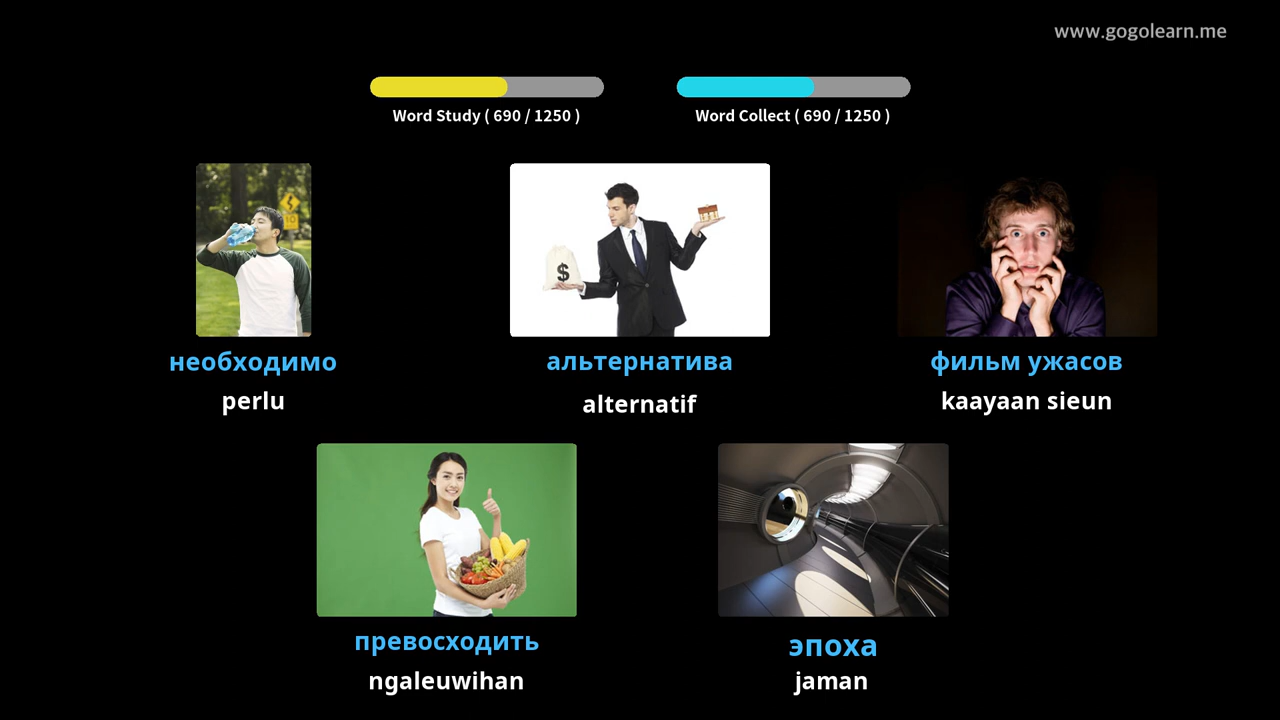 www.gogolearn.me
Word Study ( 690 / 1250 )
Word Collect ( 690 / 1250 )
$
10
необходимо
perlu
альтернатива
alternatif
фильм ужасов
kaayaan sieun
превосходить
ngaleuwihan
эпоха
jaman